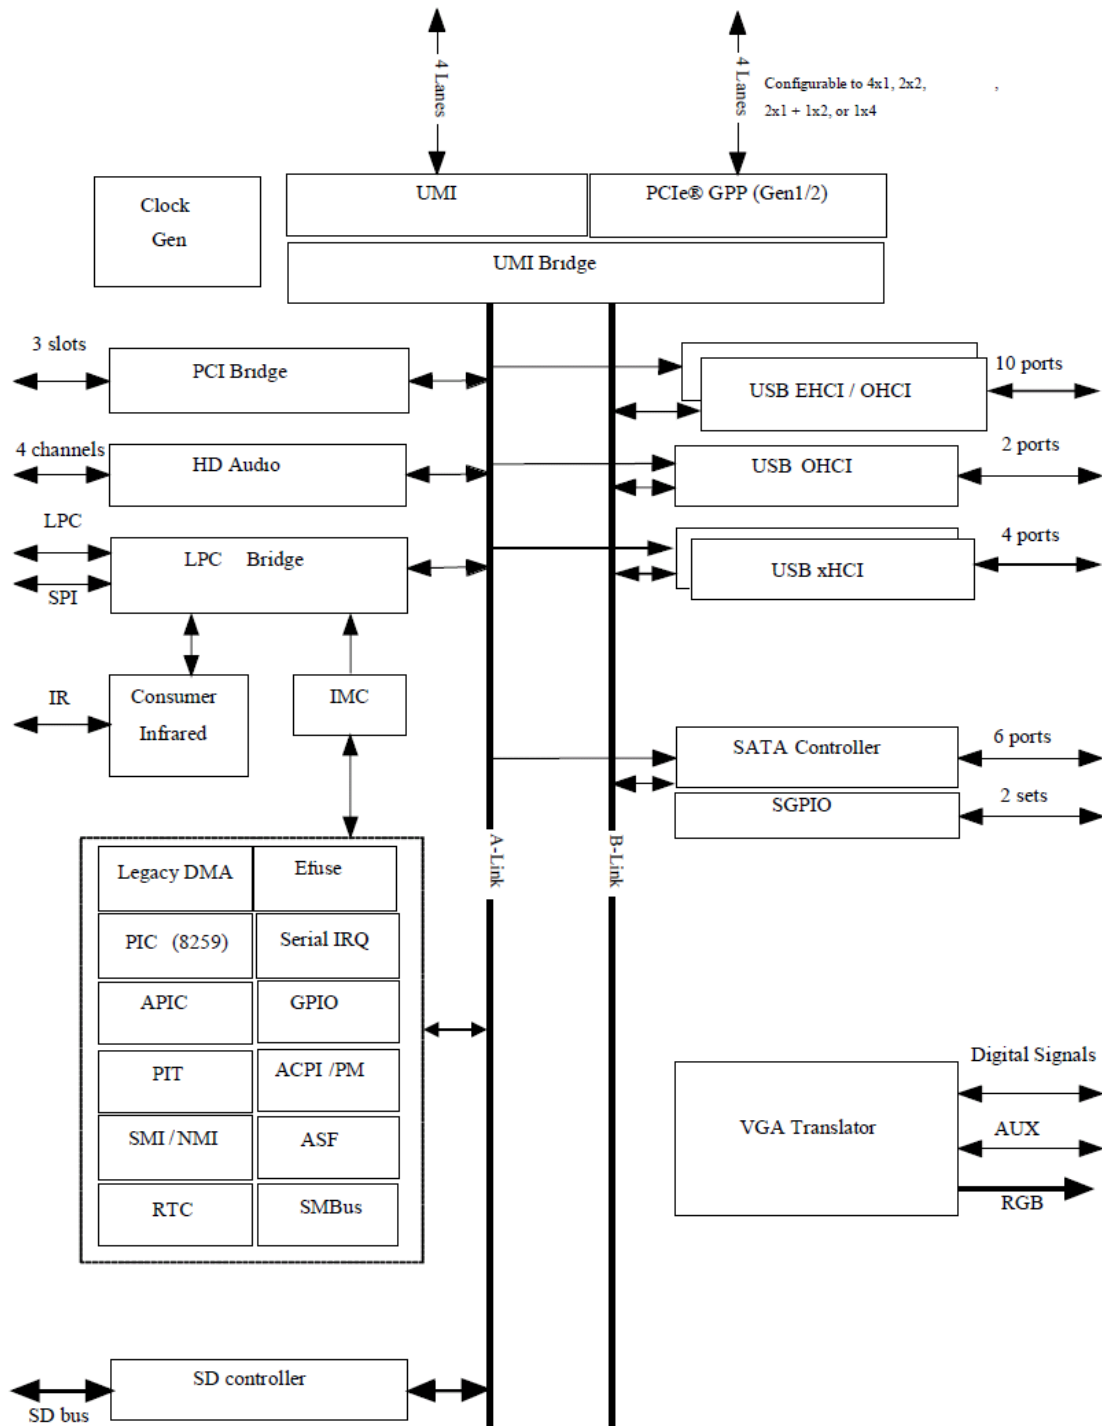 4 Lanes
4 Lanes
Configurable to 4x1, 2x2, ,
2x1 + 1x2, or 1x4
Clock
Gen
UMI
PCIe® GPP (Gen1/2)
UMI Bridge
3 slots
PCI Bridge
USB EHCI / OHCI
10 ports
4 channels
HD Audio
USB OHCI
2 ports
LPC
SPI
LPC Bridge
USB xHCI
4 ports
IR
Consumer
Infrared
IMC
SATA Controller
6 ports
SGPIO
2 sets
A-Link
B-Link
Legacy DMA
Efuse
PIC (8259)
Serial IRQ
APIC
GPIO
PIT
ACPI /PM
SMI / NMI
ASF
RTC
SMBus
VGA Translator
Digital Signals
AUX
RGB
SD controller
SD bus